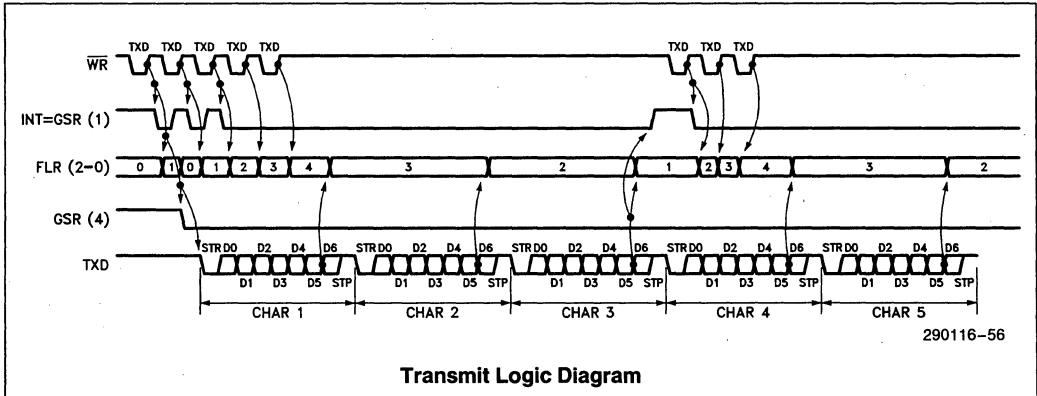 TXD TXD TXD TXD TXD TXD TXD TXD
WR
INT=GSR (1)
FLR (2-0) 0 1 0 1 2 3 4 3 2 1 2 3 4 3 2
GSR (4)
STR D0 D2 D4 D6 STR D0 D2 D4 D6 STR D0 D2 D4 D6 STR D0 D2 D4 D6 STR D0 D2 D4 D6
TXD
D1 D3 D5 STP D1 D3 D5 STP D1 D3 D5 STP D1 D3 D5 STP D1 D3 D5 STP
CHAR 1 CHAR 2 CHAR 3 CHAR 4 CHAR 5
290116-56
Transmit Logic Diagram